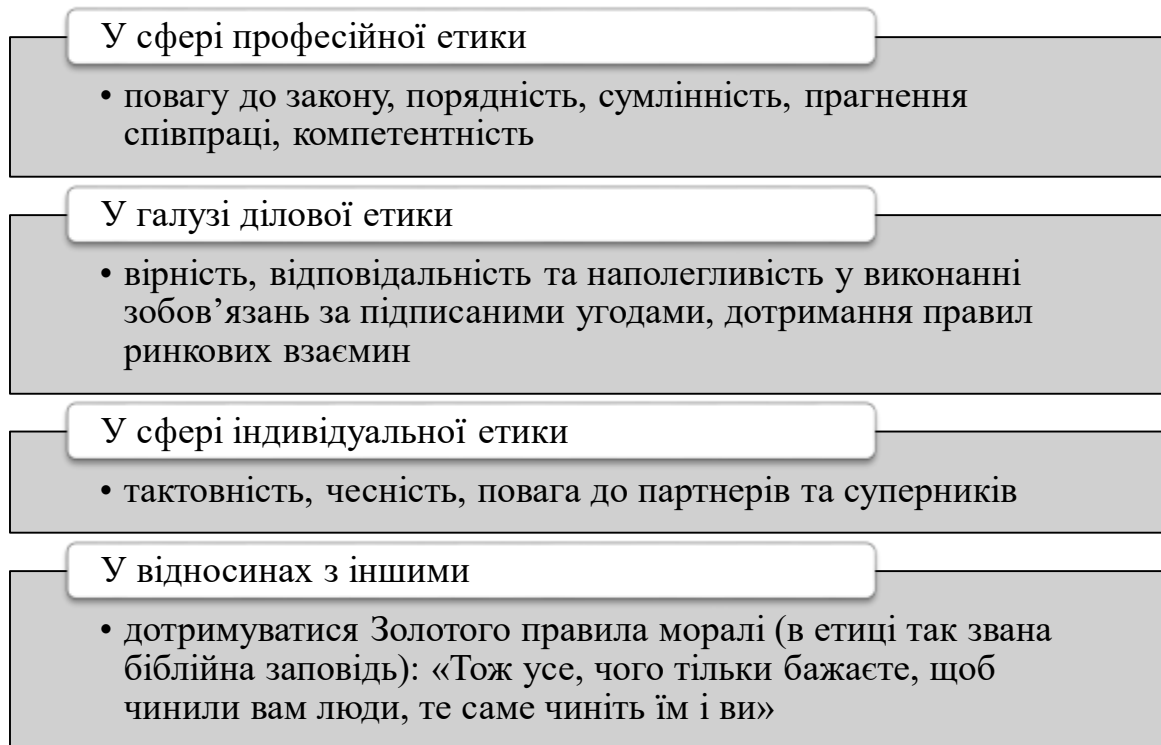 У сфері професійної етики
• повагу до закону, порядність, сумлінність, прагнення
співпраці, компетентність
У галузі ділової етики
• вірність, відповідальність та наполегливість у виконанні
зобов’язань за підписаними угодами, дотримання правил
ринкових взаємин
У сфері індивідуальної етики
• тактовність, чесність, повага до партнерів та суперників
У відносинах з іншими
• дотримуватися Золотого правила моралі (в етиці так звана
біблійна заповідь): «Тож усе, чого тільки бажаєте, щоб
чинили вам люди, те саме чиніть їм і ви»